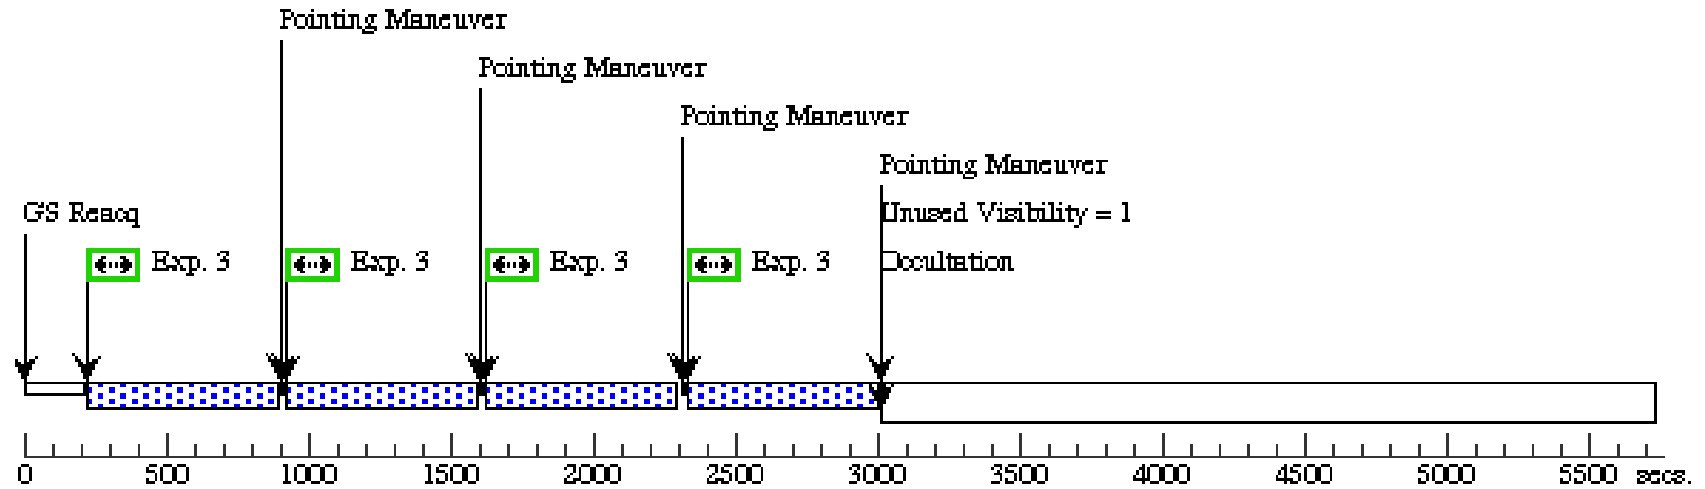 Pointing Maneuver
Pointing Maneuver
Pointing Maneuver
Pointing Maneuver
GS Reacq
Unused Visibility = 1
Exp. 3 Exp. 3 Exp. 3 Exp. 3
Occultation
0 500 1000 1500 2000 2500 3000 3500 4000 4500 5000 5500 secs.